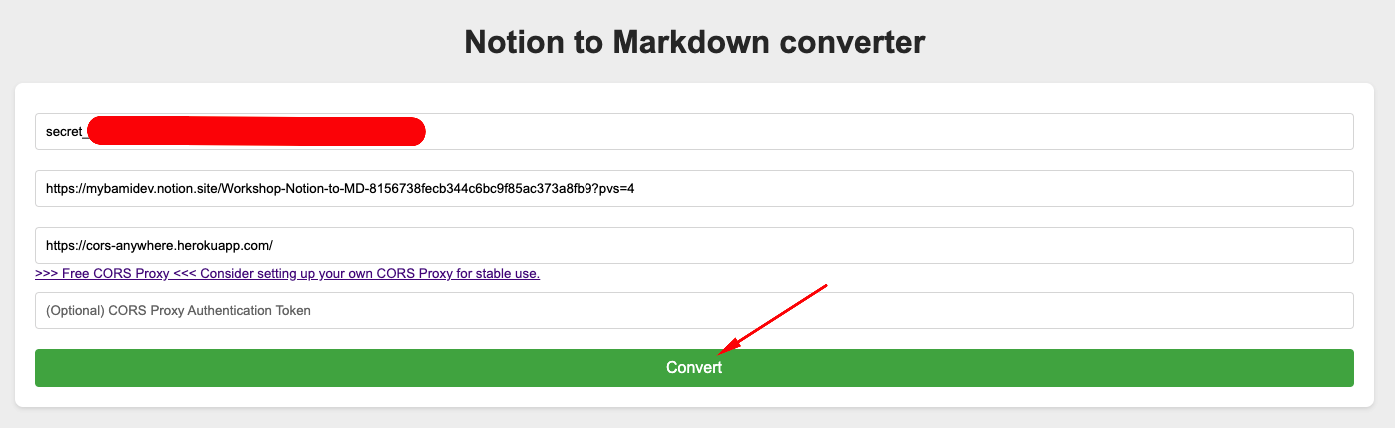 Notion to Markdown converter
secret_
https://mybamidev.notion.site/Workshop-Notion-to-MD-8156738fecb344c6bc9f85ac373a8fb9?pvs=4
https://cors-anywhere.herokuapp.com/
>>> Free CORS Proxy <<< Consider setting up your own CORS Proxy for stable use.
(Optional) CORS Proxy Authentication Token
Convert